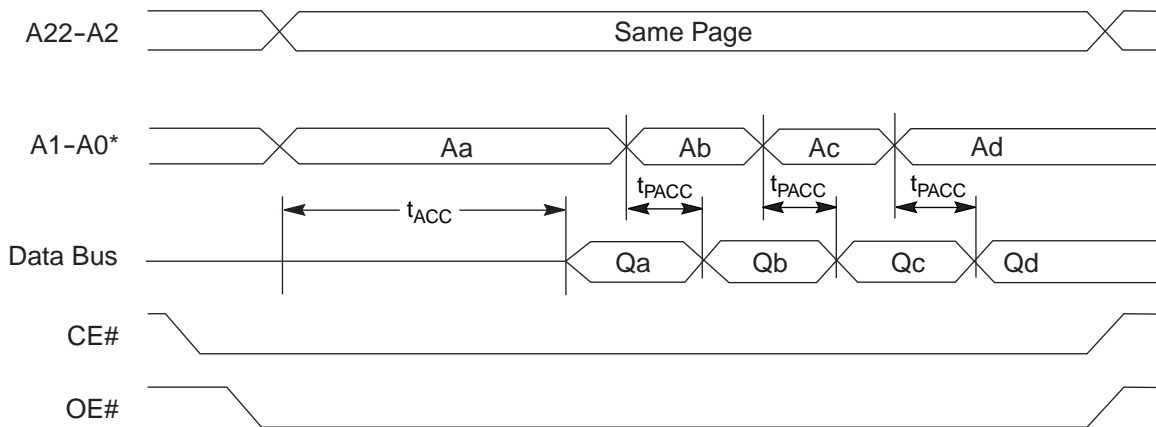 A22-A2
Same Page
A1-A0*
Aa
Ab
Ac
Ad
tACC
tPACC
tPACC
tPACC
Data Bus
Qa
Qb
Qc
Qd
CE#
OE#